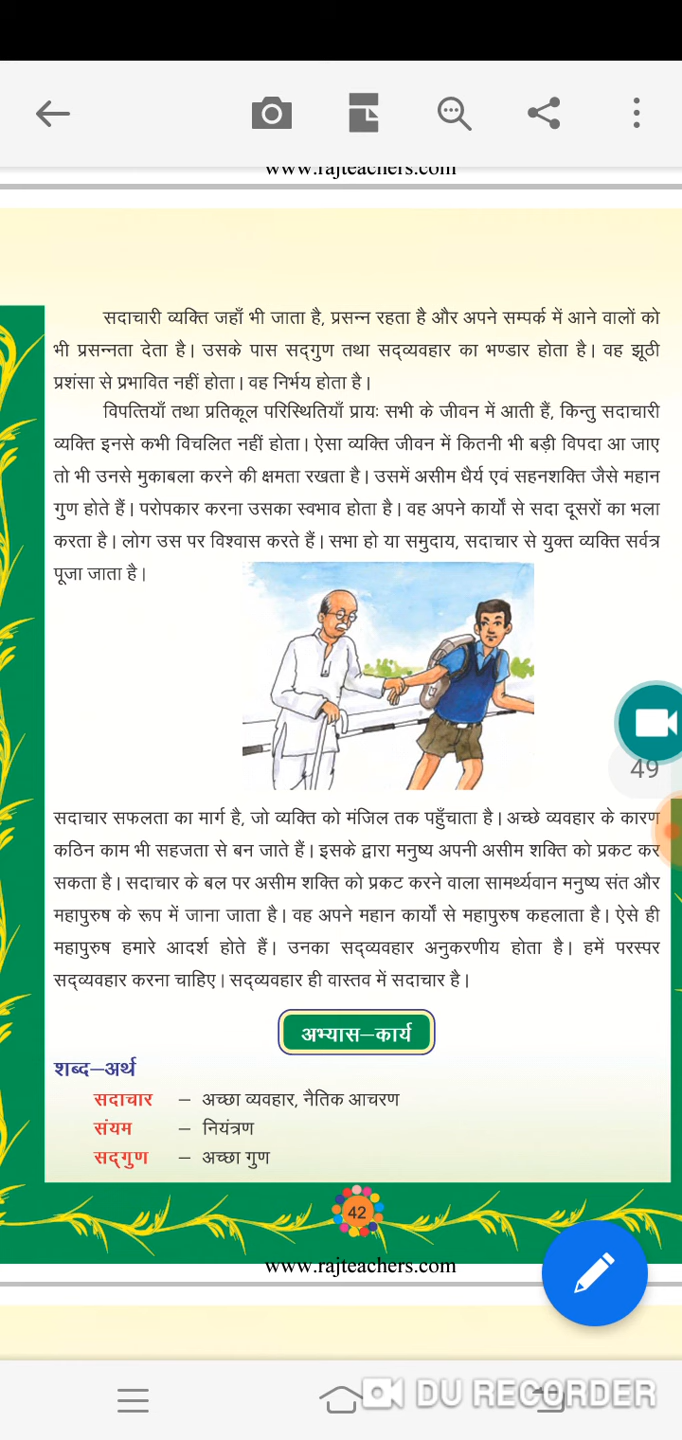 www.rajteachers.com
सदाचारी व्यक्ति जहाँ भी जाता है, प्रसन्न रहता है और अपने सम्पर्क में आने वालों को
भी प्रसन्नता देता है। उसके पास सद्‌गुण तथा सद्‌व्यवहार का भण्डार होता है। वह झूठी
प्रशंसा से प्रभावित नहीं होता। वह निर्भय होता है।
विपत्तियाँ तथा प्रतिकूल परिस्थितियाँ प्रायः सभी के जीवन में आती हैं, किन्तु सदाचारी
व्यक्ति इनसे कभी विचलित नहीं होता। ऐसा व्यक्ति जीवन में कितनी भी बड़ी विपदा आ जाए
तो भी उनसे मुकाबला करने की क्षमता रखता है। उसमें असीम धैर्य एवं सहनशक्ति जैसे महान
गुण होते हैं। परोपकार करना उसका स्वभाव होता है। वह अपने कार्यों से सदा दूसरों का भला
करता है। लोग उस पर विश्वास करते हैं। सभा हो या समुदाय, सदाचार से युक्त व्यक्ति सर्वत्र
पूजा जाता है।
49
सदाचार सफलता का मार्ग है, जो व्यक्ति को मंजिल तक पहुँचाता है। अच्छे व्यवहार के कारण
कठिन काम भी सहजता से बन जाते हैं। इसके द्वारा मनुष्य अपनी असीम शक्ति को प्रकट कर
सकता है। सदाचार के बल पर असीम शक्ति को प्रकट करने वाला सामर्थ्यवान मनुष्य संत और
महापुरुष के रूप में जाना जाता है। वह अपने महान कार्यों से महापुरुष कहलाता है। ऐसे ही
महापुरुष हमारे आदर्श होते हैं। उनका सद्‌व्यवहार अनुकरणीय होता है। हमें परस्पर
सद्‌व्यवहार करना चाहिए। सद्‌व्यवहार ही वास्तव में सदाचार है।
अभ्यास–कार्य
शब्द–अर्थ
सदाचार – अच्छा व्यवहार, नैतिक आचरण
संयम – नियंत्रण
सद्‌गुण – अच्छा गुण
42
www.rajteachers.com
DU RECORDER